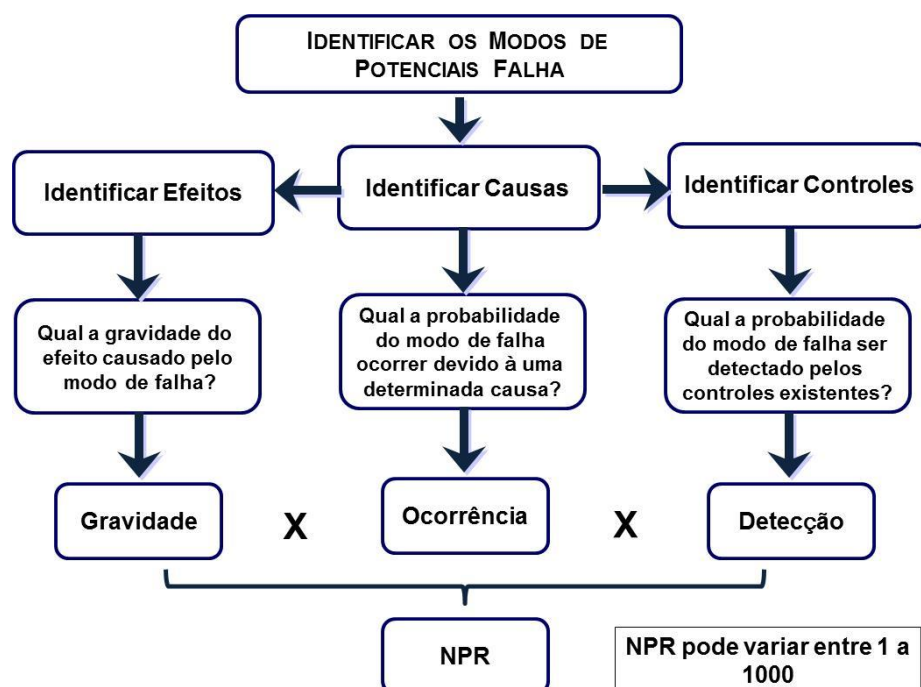 IDENTIFICAR OS MODOS DE
POTENCIAIS FALHA
Identificar Efeitos
Identificar Causas
Identificar Controles
Qual a gravidade do
efeito causado pelo
modo de falha?
Qual a probabilidade
do modo de falha
ocorrer devido à uma
determinada causa?
Qual a probabilidade
do modo de falha ser
detectado pelos
controles existentes?
Gravidade
X
Ocorrência
X
Detecção
NPR
NPR pode variar entre 1 a
1000